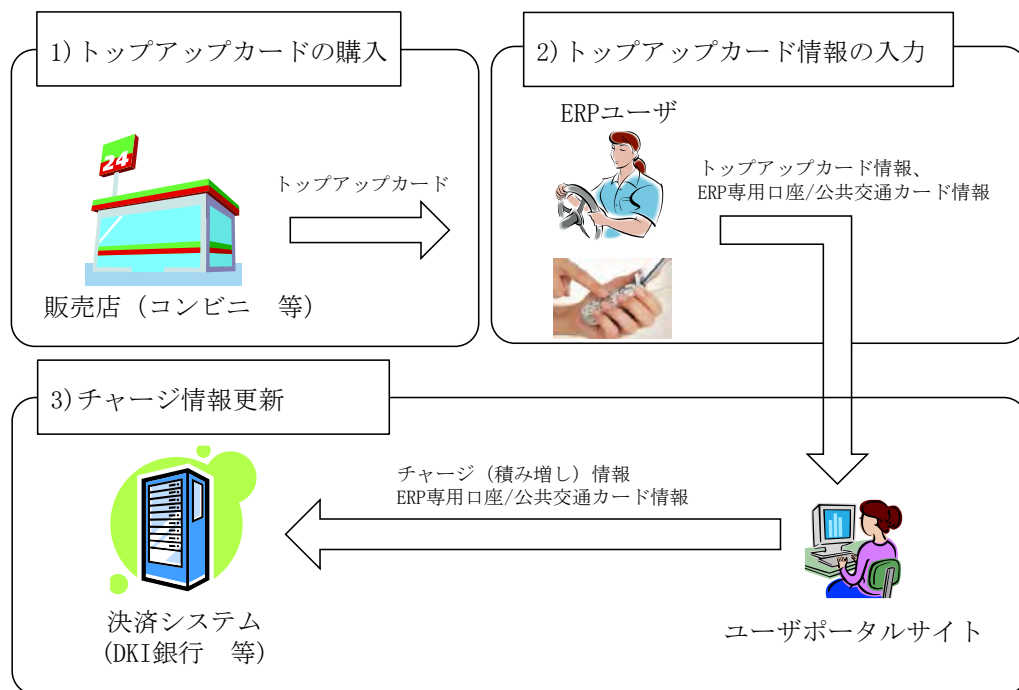 1)トップアップカードの購入
24
トップアップカード
販売店（コンビニ　等）
2)トップアップカード情報の入力
ERPユーザ
トップアップカード情報、
ERP専用口座/公共交通カード情報
3)チャージ情報更新
チャージ（積み増し）情報
ERP専用口座/公共交通カード情報
決済システム
(DKI銀行　等)
ユーザポータルサイト